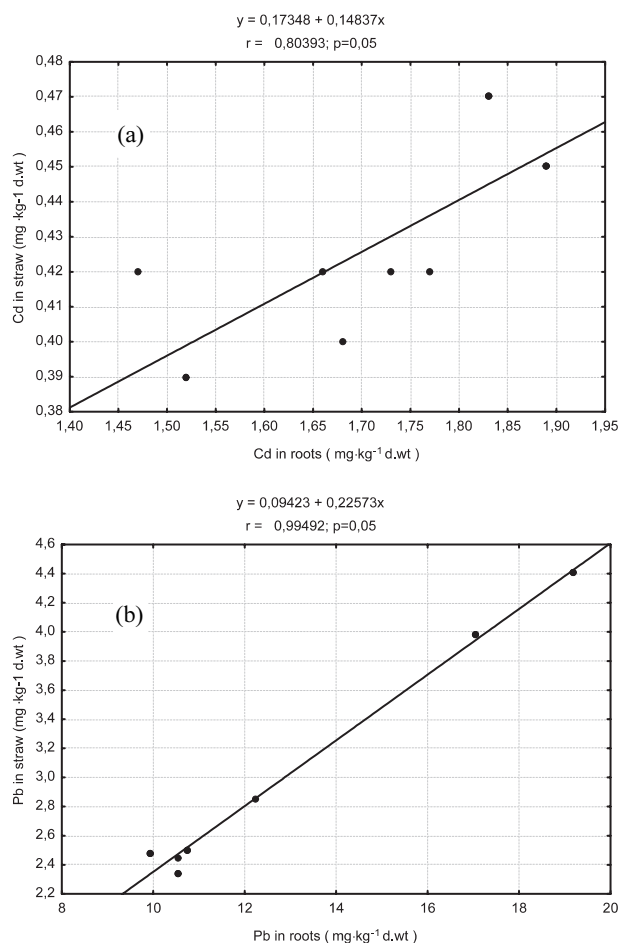 y = 0,17348 + 0,14837x
r = 0,80393; p=0,05
0,48
0,47
0,46
0,45
0,44
0,43
0,42
0,41
0,40
0,39
0,38
(a)
Cd in straw (mg ·kg-1 d.wt)
1,40 1,45 1,50 1,55 1,60 1,65 1,70 1,75 1,80 1,85 1,90 1,95
Cd in roots ( mg·kg-1 d.wt )
y = 0,09423 + 0,22573x
r = 0,99492; p=0,05
4,6
4,4
4,2
4,0
3,8
3,6
3,4
3,2
3,0
2,8
2,6
2,4
2,2
(b)
Pb in straw (mg ·kg-1 d.wt)
8 10 12 14 16 18 20
Pb in roots ( mg·kg-1 d.wt )